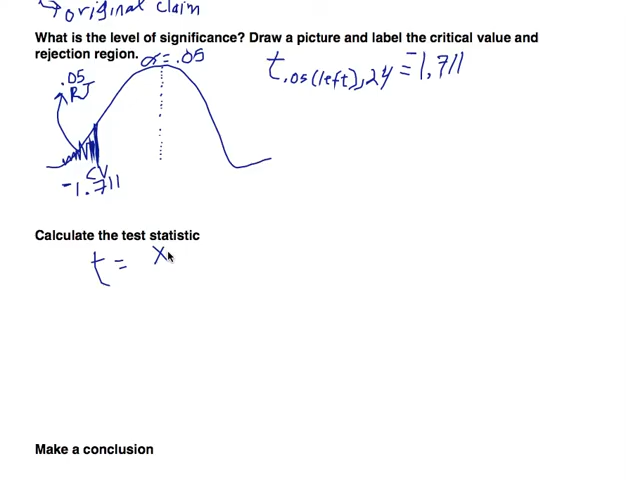 → original claim
What is the level of significance? Draw a picture and label the critical value and
rejection region.
α = .05
t.05(left),24 = -1.711
.05
RJ
CV
-1.711
Calculate the test statistic
t = x
Make a conclusion